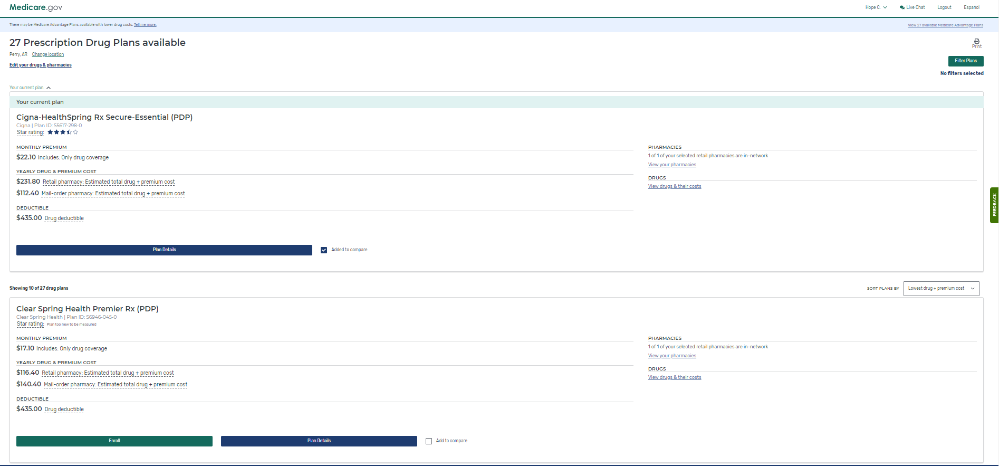 Medicare.gov
Hope C. Live Chat Logout Español
There may be Medicare Advantage Plans available with lower drug costs. Tell me more.
View 27 available Medicare Advantage Plans
27 Prescription Drug Plans available
Print
Perry, AR Change location
Filter Plans
Edit your drugs & pharmacies
No filters selected
Your current plan
Your current plan
Cigna-HealthSpring Rx Secure-Essential (PDP)
Cigna | Plan ID: S5617-298-0
Star rating:
MONTHLY PREMIUM
$22.10 Includes: Only drug coverage
YEARLY DRUG & PREMIUM COST
$231.80 Retail pharmacy: Estimated total drug + premium cost
$112.40 Mail-order pharmacy: Estimated total drug + premium cost
DEDUCTIBLE
$435.00 Drug deductible
PHARMACIES
1 of 1 of your selected retail pharmacies are in-network
View your pharmacies
DRUGS
View drugs & their costs
FEEDBACK
Plan Details
Added to compare
Showing 10 of 27 drug plans
SORT PLANS BY Lowest drug + premium cost
Clear Spring Health Premier Rx (PDP)
Clear Spring Health | Plan ID: S6946-045-0
Star rating: Plan too new to be measured
MONTHLY PREMIUM
$17.10 Includes: Only drug coverage
YEARLY DRUG & PREMIUM COST
$116.40 Retail pharmacy: Estimated total drug + premium cost
$140.40 Mail-order pharmacy: Estimated total drug + premium cost
DEDUCTIBLE
$435.00 Drug deductible
PHARMACIES
1 of 1 of your selected retail pharmacies are in-network
View your pharmacies
DRUGS
View drugs & their costs
Enroll
Plan Details
Add to compare